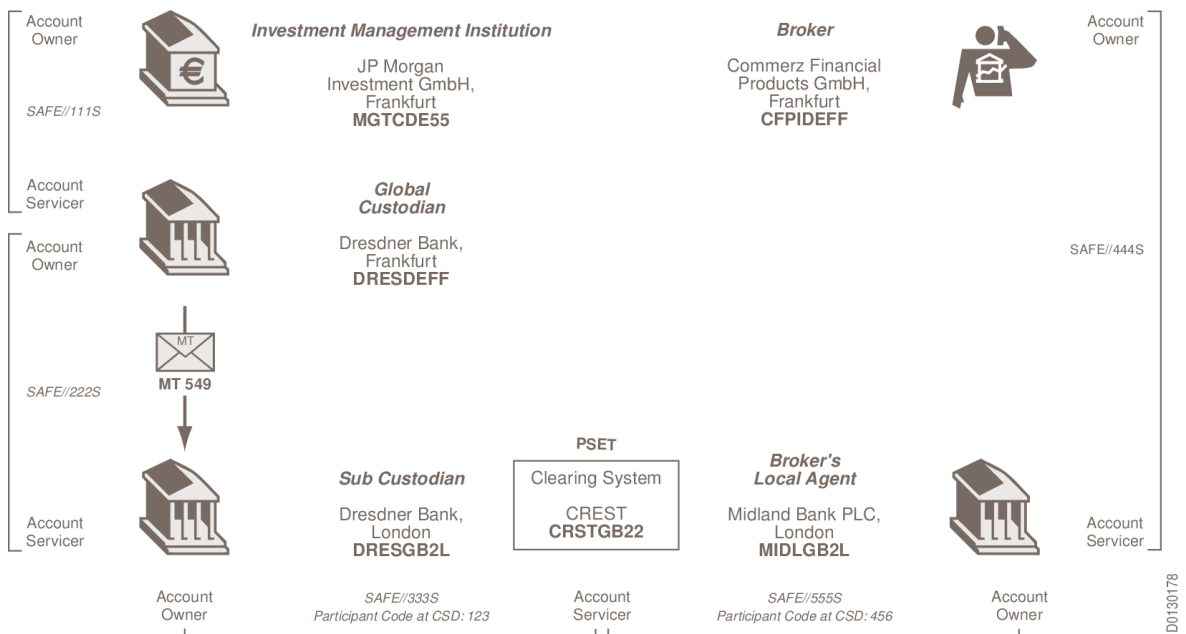 Account
Owner
Investment Management Institution
Broker
Account
Owner
JP Morgan
Investment GmbH,
Frankfurt
MGTCDE55
Commerz Financial
Products GmbH,
Frankfurt
CFPIDEFF
€
SAFE//111S
Account
Servicer
Global
Custodian
Account
Owner
Dresdner Bank,
Frankfurt
DRESDEFF
SAFE//444S
MT
MT 549
SAFE//222S
PSET
Sub Custodian
Clearing System
Broker's
Local Agent
Dresdner Bank,
London
DRESGB2L
CREST
CRSTGB22
Midland Bank PLC,
London
MIDLGB2L
Account
Servicer
Account
Servicer
Account
Owner
SAFE//333S
Participant Code at CSD: 123
Account
Servicer
SAFE//555S
Participant Code at CSD: 456
Account
Owner
D0130178